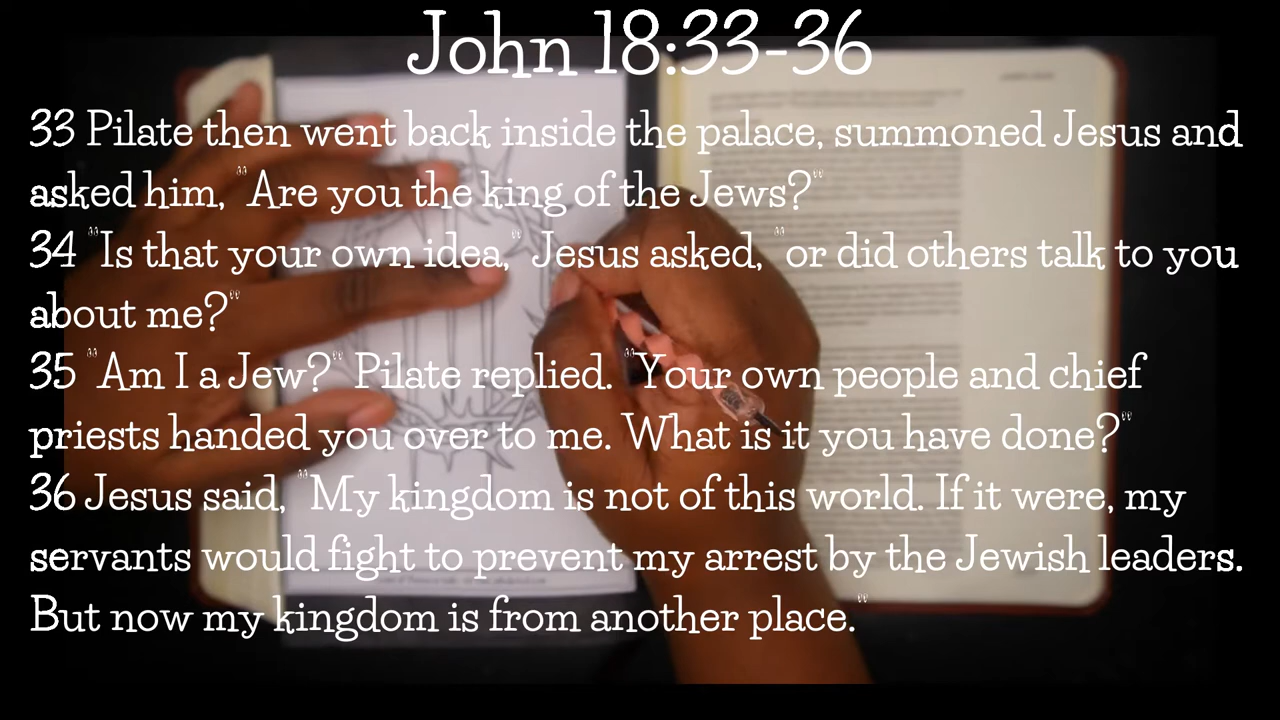 John 18:33-36
33 Pilate then went back inside the palace, summoned Jesus and
asked him, "Are you the king of the Jews?"
34 "Is that your own idea," Jesus asked, "or did others talk to you
about me?"
35 "Am I a Jew?" Pilate replied. "Your own people and chief
priests handed you over to me. What is it you have done?"
36 Jesus said, "My kingdom is not of this world. If it were, my
servants would fight to prevent my arrest by the Jewish leaders.
But now my kingdom is from another place."